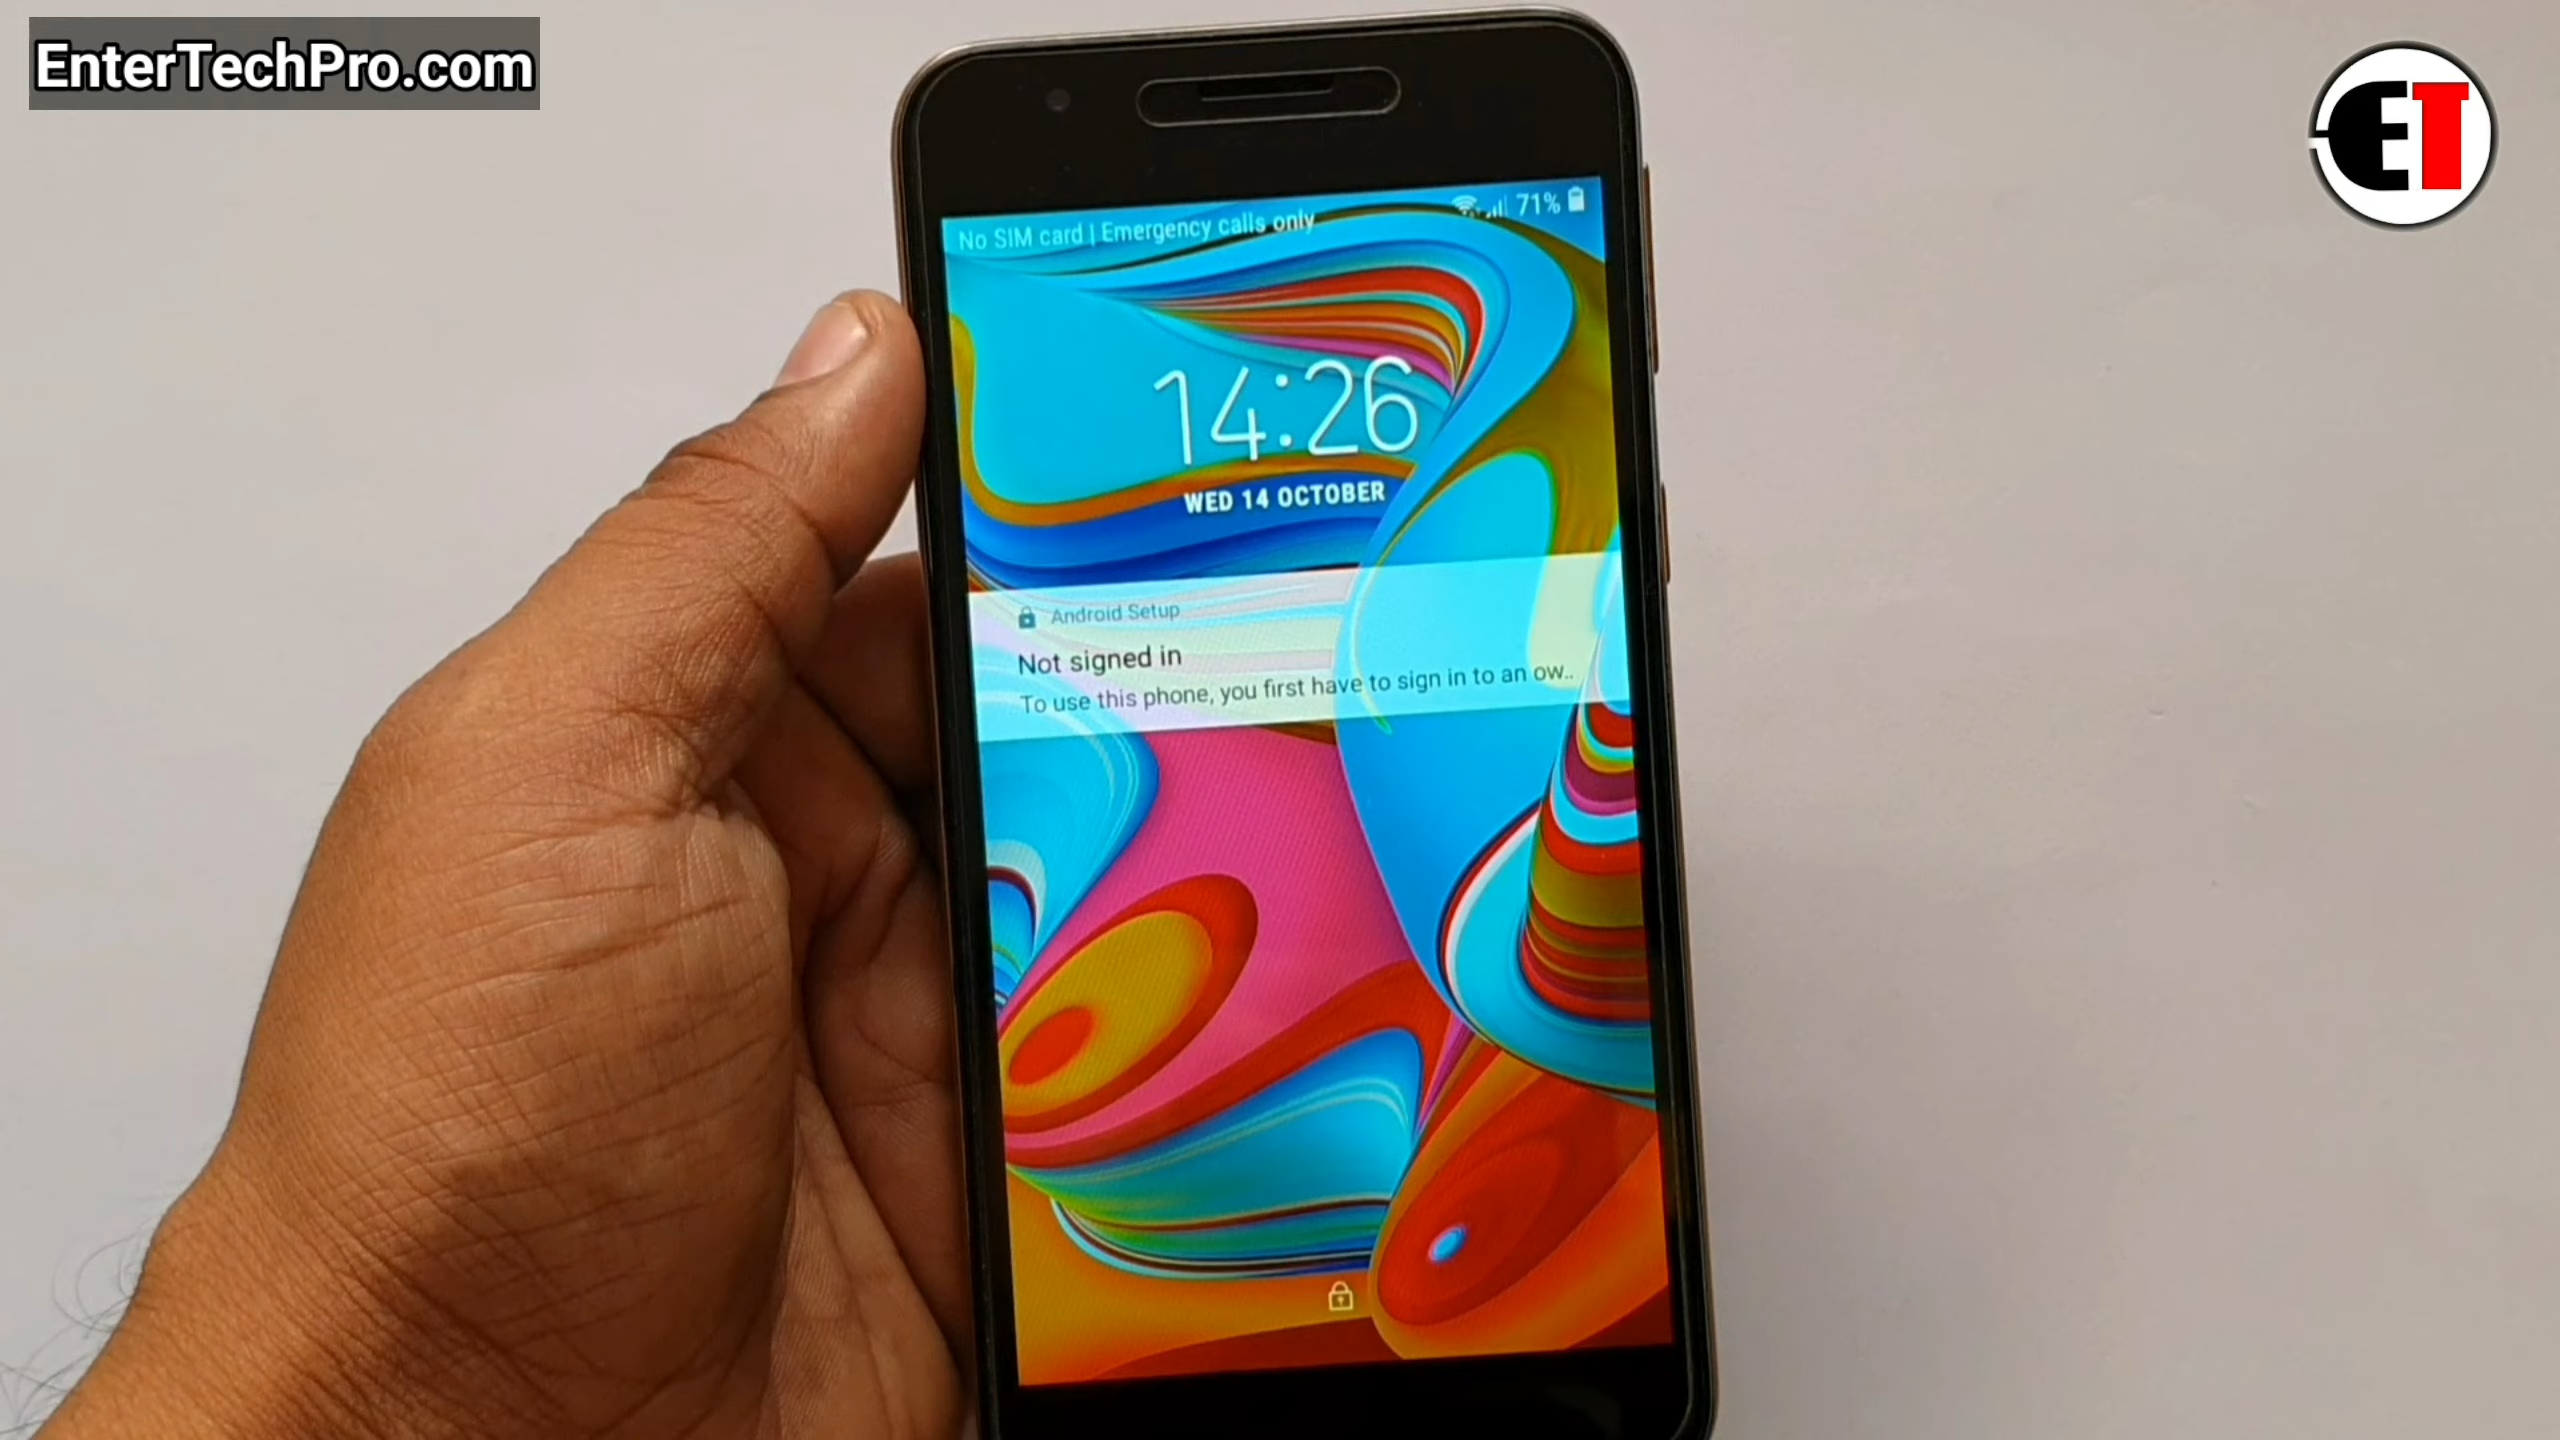 EnterTechPro.com
ET
No SIM card | Emergency calls only
71%
14:26
WED 14 OCTOBER
Android Setup
Not signed in
To use this phone, you first have to sign in to an ow..